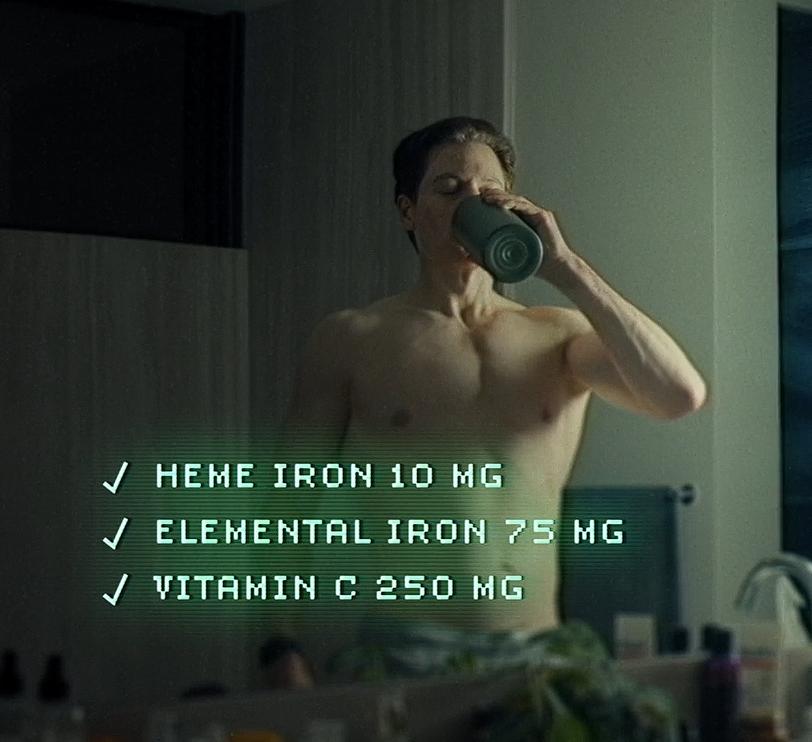 ✓ HEME IRON 10 MG
✓ ELEMENTAL IRON 75 MG
✓ VITAMIN C 250 MG